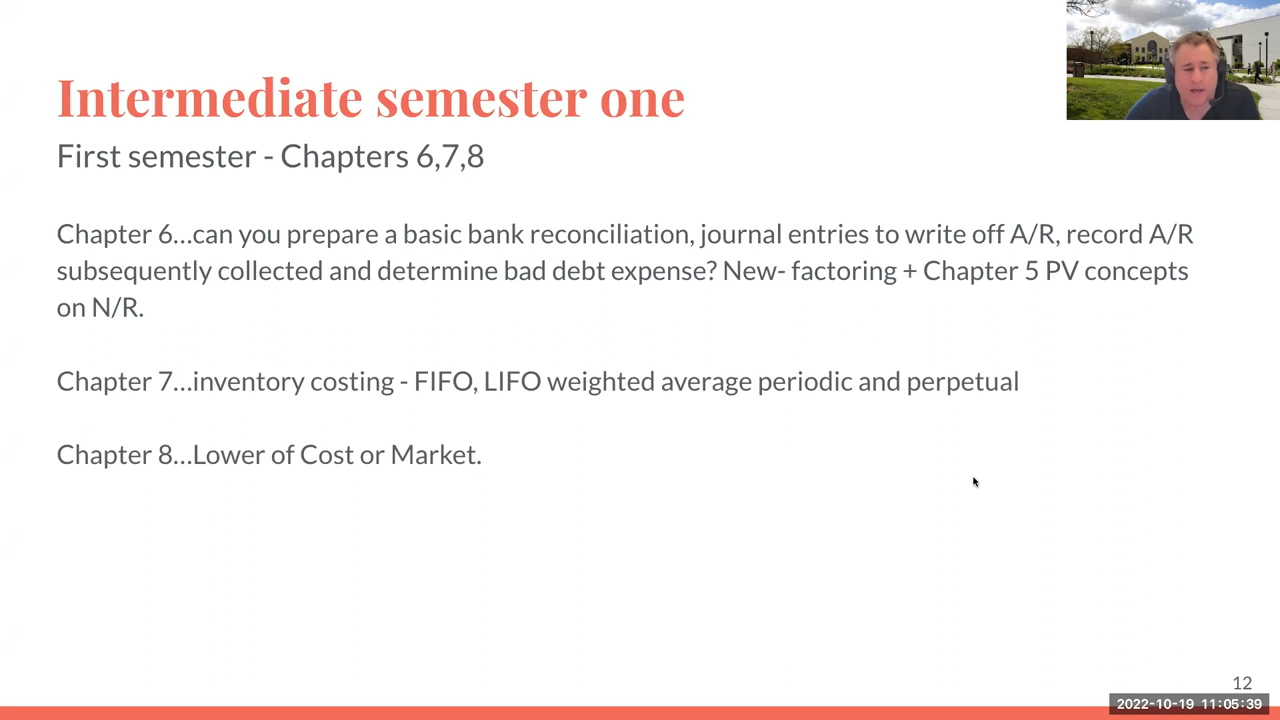 Intermediate semester one
First semester - Chapters 6,7,8
Chapter 6...can you prepare a basic bank reconciliation, journal entries to write off A/R, record A/R
subsequently collected and determine bad debt expense? New- factoring + Chapter 5 PV concepts
on N/R.
Chapter 7...inventory costing - FIFO, LIFO weighted average periodic and perpetual
Chapter 8...Lower of Cost or Market.
12
2022-10-19 11:05:39